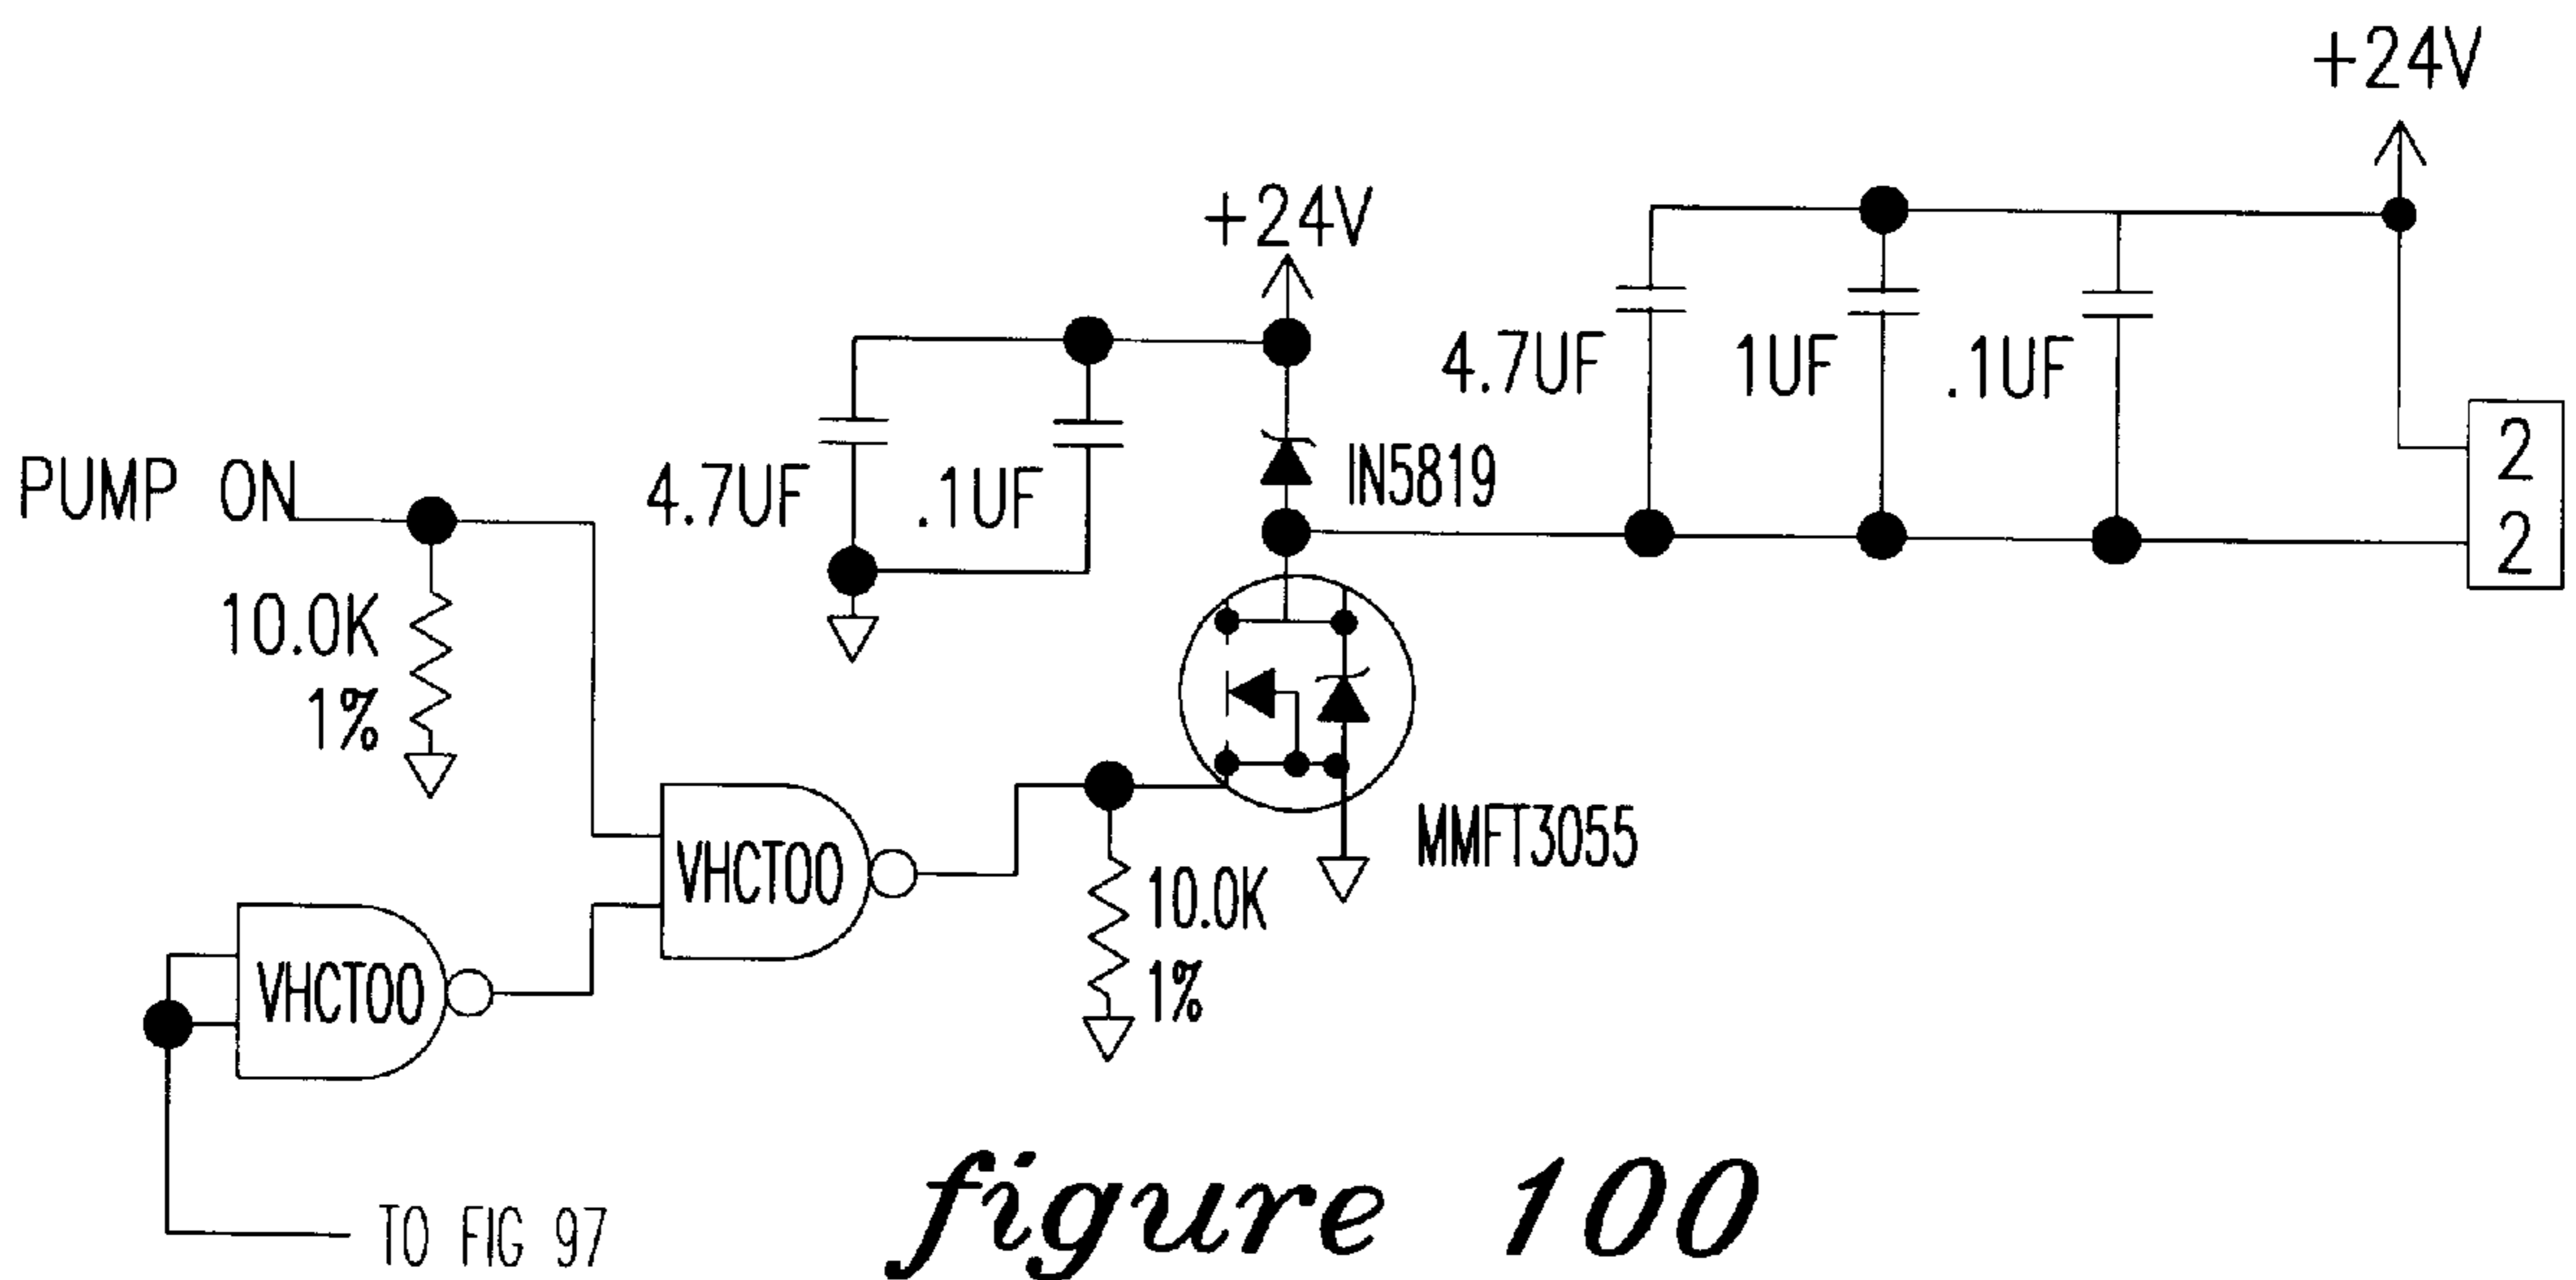 +24V
+24V
4.7UF
1UF
.1UF
IN5819
2
2
PUMP ON
4.7UF
.1UF
10.0K
1%
MMFT3055
VHCT00
10.0K
1%
VHCT00
TO FIG 97
figure 100